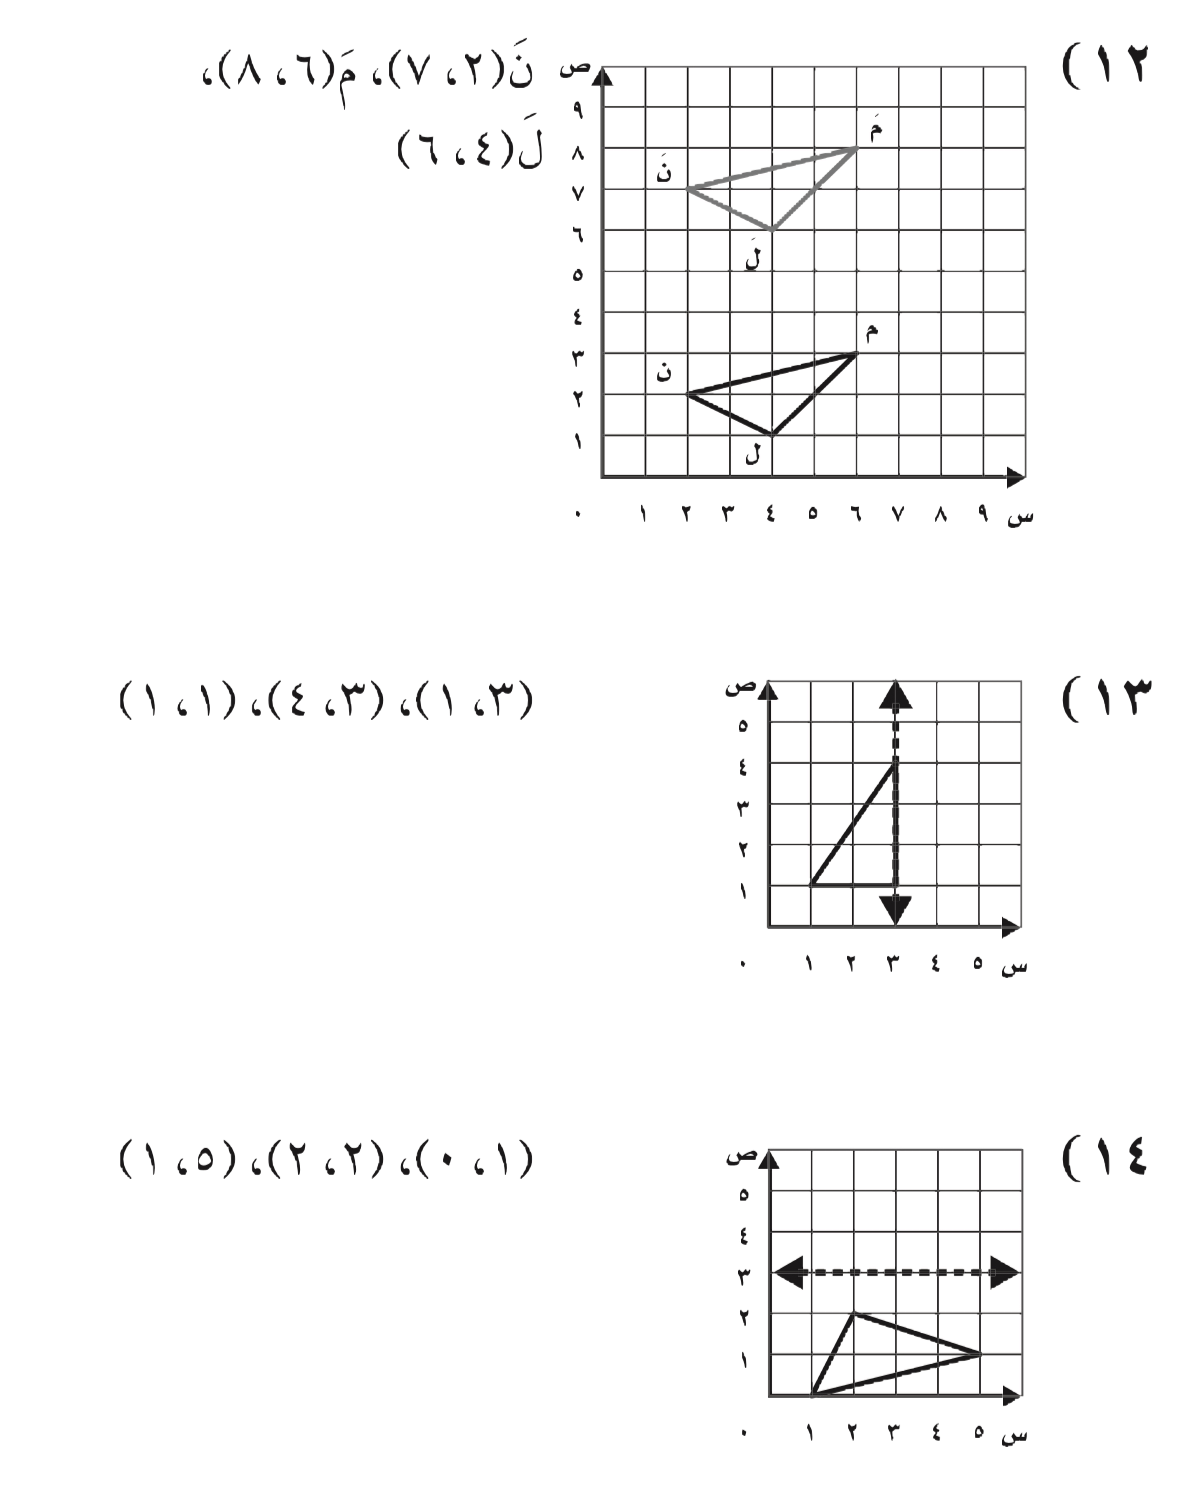 ١٢)
نَ(٢، ٧)، مَ(٦، ٨)،
لَ(٤، ٦)
ص
٩
٨
٧
٦
٥
٤
٣
٢
١
مَ
نَ
لَ
م
ن
ل
٠ ١ ٢ ٣ ٤ ٥ ٦ ٧ ٨ ٩ س
١٣)
(٣، ١)، (٣، ٤)، (١، ١)
ص
٥
٤
٣
٢
١
٠ ١ ٢ ٣ ٤ ٥ س
١٤)
(١، ٠)، (٢، ٢)، (٥، ١)
ص
٥
٤
٣
٢
١
٠ ١ ٢ ٣ ٤ ٥ س